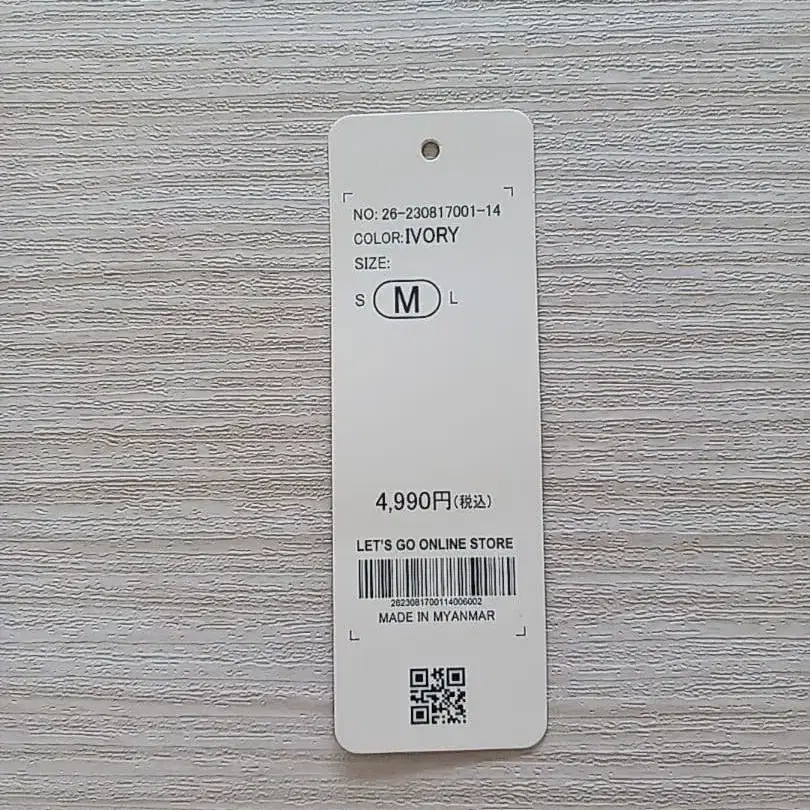 NO: 26-230817001-14
COLOR:IVORY
SIZE:
S M L
4,990円(税込)
LET'S GO ONLINE STORE
2623081700114006002
MADE IN MYANMAR